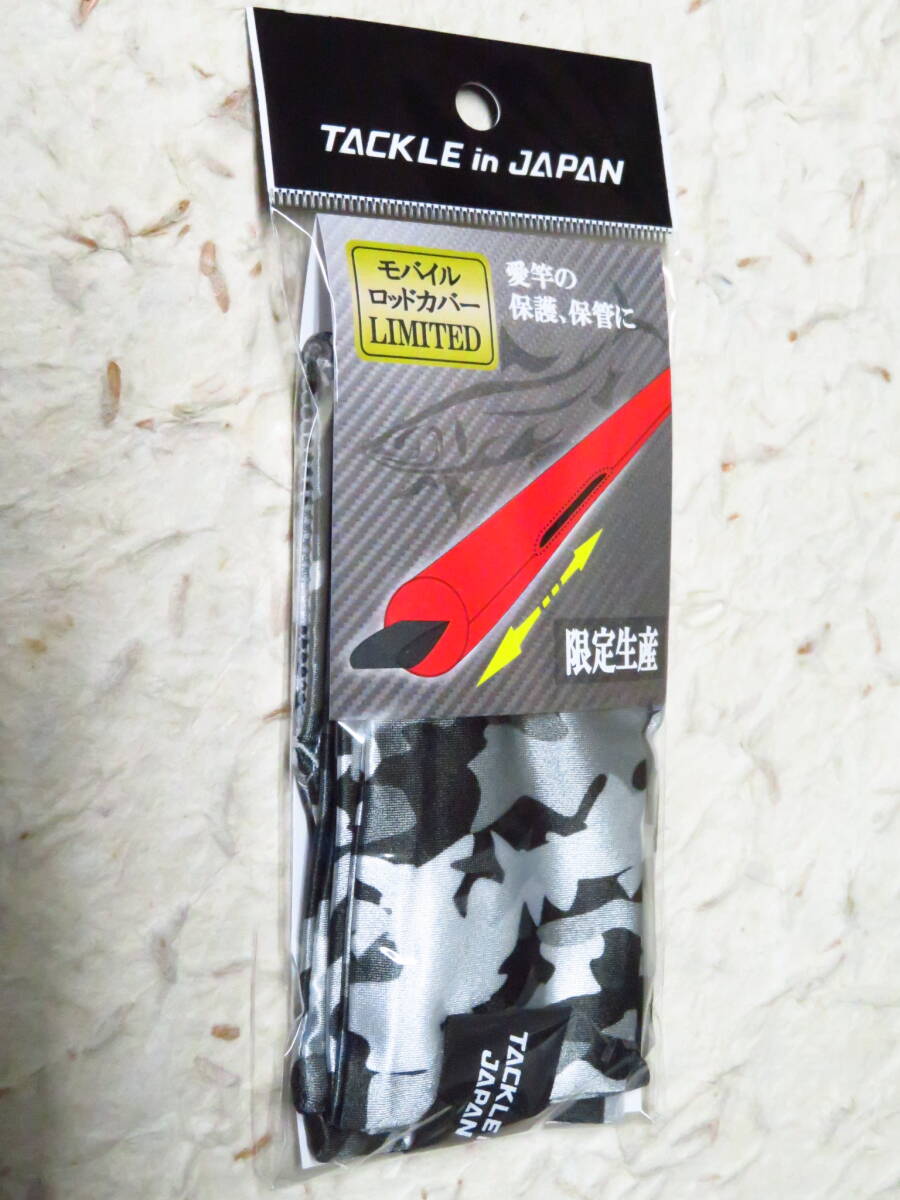 TACKLE in JAPAN
モバイル
ロッドカバー
LIMITED
愛竿の
保護、保管に
限定生産
TACKLE
JAPAN